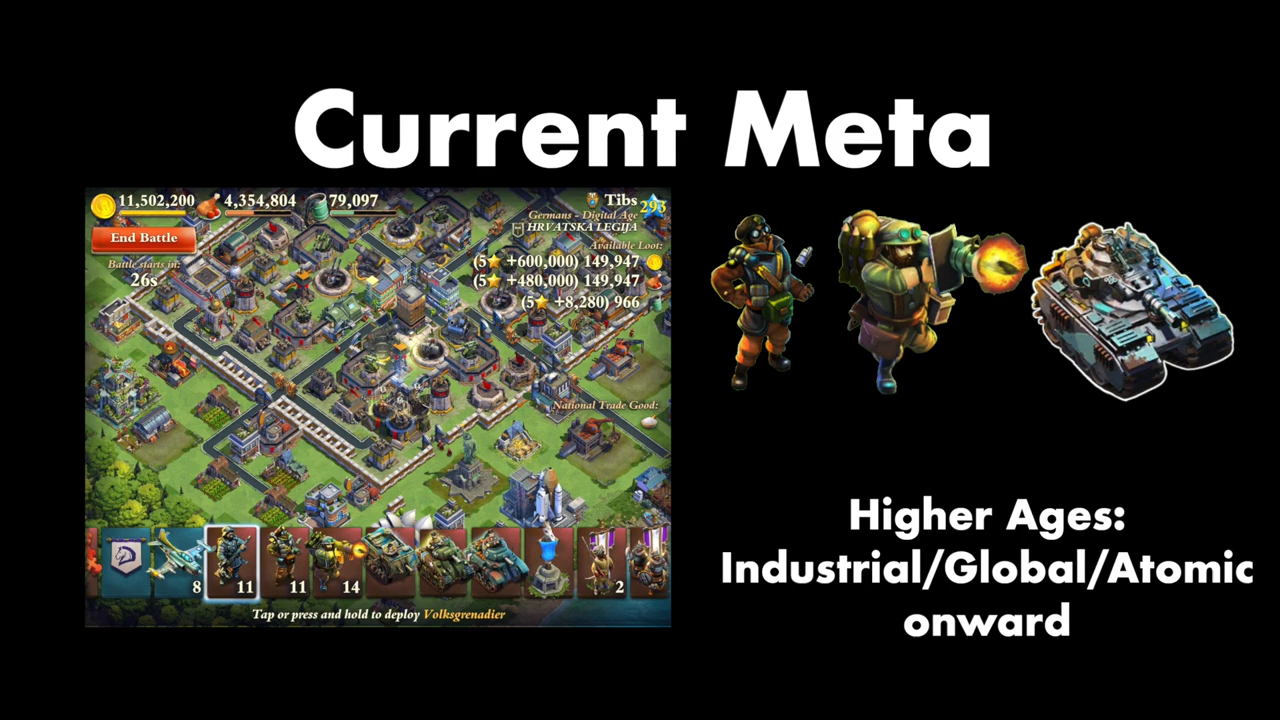 Current Meta
11,502,200 4,354,804 79,097
Tibs 293
Germans - Digital Age
HRVATSKA LEGIJA
End Battle
Available Loot:
Battle starts in:
26s
(5★ +600,000) 149,947
(5★ +480,000) 149,947
(5★ +8,280) 966
National Trade Good:
8 11 11 14 2
Tap or press and hold to deploy Volksgrenadier
Higher Ages:
Industrial/Global/Atomic
onward